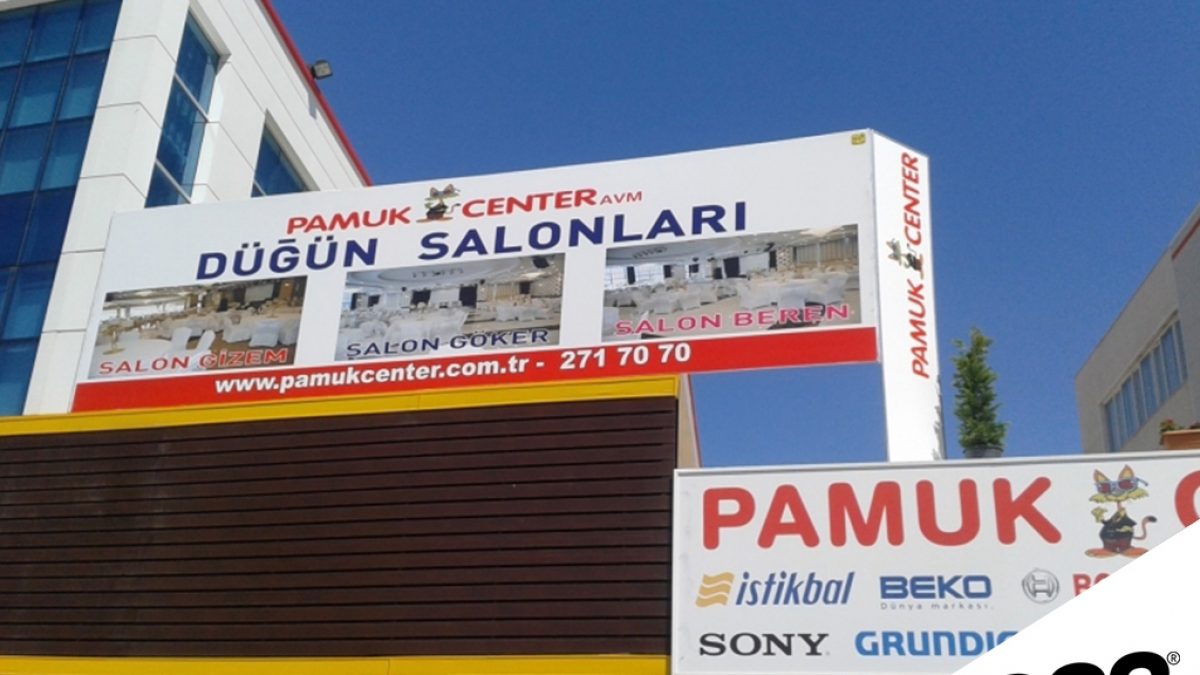 PAMUK CENTER AVM
DÜĞÜN SALONLARI
SALON GİZEM
SALON GÖKER
SALON BEREN
www.pamukcenter.com.tr - 271 70 70
PAMUK CENTER
PAMUK
istikbal
BEKO
Dünya markası.
SONY